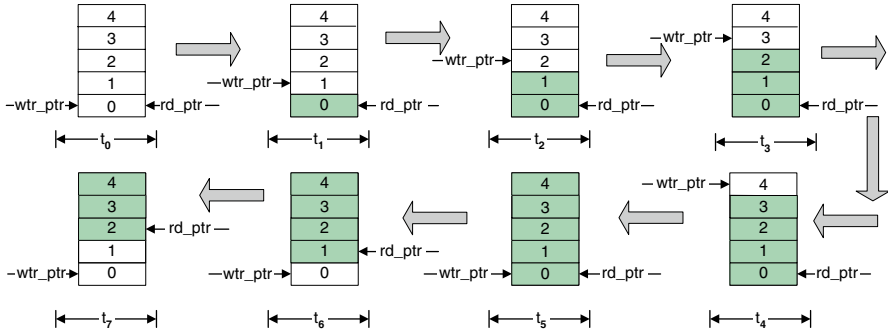 4 4 4 4
3 3 3 wtr_ptr 3
2 2 wtr_ptr 2 2
1 wtr_ptr 1 1 1
wtr_ptr 0 rd_ptr 0 rd_ptr 0 rd_ptr 0 rd_ptr
t0 t1 t2 t3
4 4 4 wtr_ptr 4
3 3 3 3
2 rd_ptr 2 2 2
1 1 rd_ptr 1 1
wtr_ptr 0 wtr_ptr 0 wtr_ptr 0 rd_ptr 0 rd_ptr
t7 t6 t5 t4